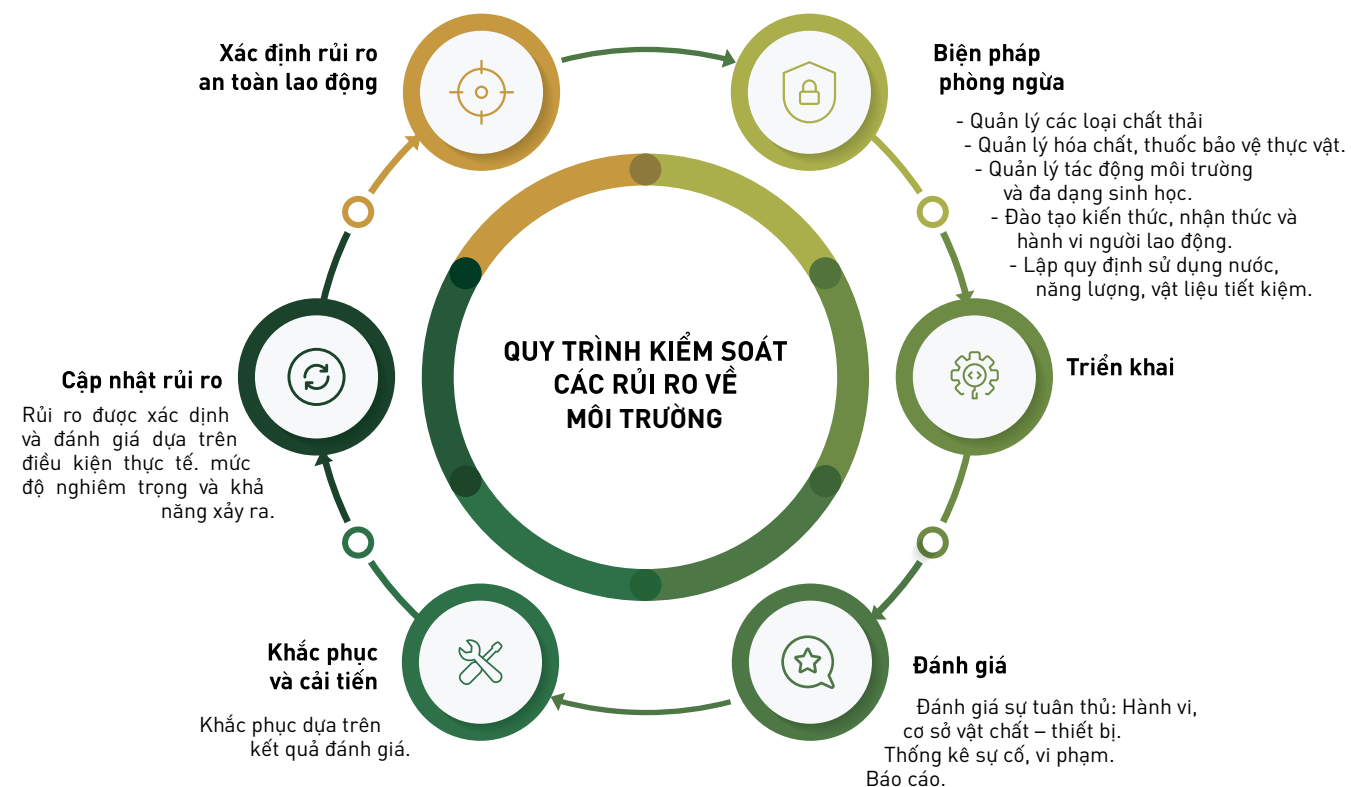 Xác định rủi ro
an toàn lao động
Biện pháp
phòng ngừa
- Quản lý các loại chất thải
- Quản lý hóa chất, thuốc bảo vệ thực vật.
- Quản lý tác động môi trường
và đa dạng sinh học.
- Đào tạo kiến thức, nhận thức và
hành vi người lao động.
- Lập quy định sử dụng nước,
năng lượng, vật liệu tiết kiệm.
QUY TRÌNH KIỂM SOÁT
CÁC RỦI RO VỀ
MÔI TRƯỜNG
Triển khai
Đánh giá
Đánh giá sự tuân thủ: Hành vi,
cơ sở vật chất – thiết bị.
Thống kê sự cố, vi phạm.
Báo cáo.
Khắc phục
và cải tiến
Khắc phục dựa trên
kết quả đánh giá.
Cập nhật rủi ro
Rủi ro được xác dịnh
và đánh giá dựa trên
điều kiện thực tế. mức
độ nghiêm trọng và khả
năng xảy ra.